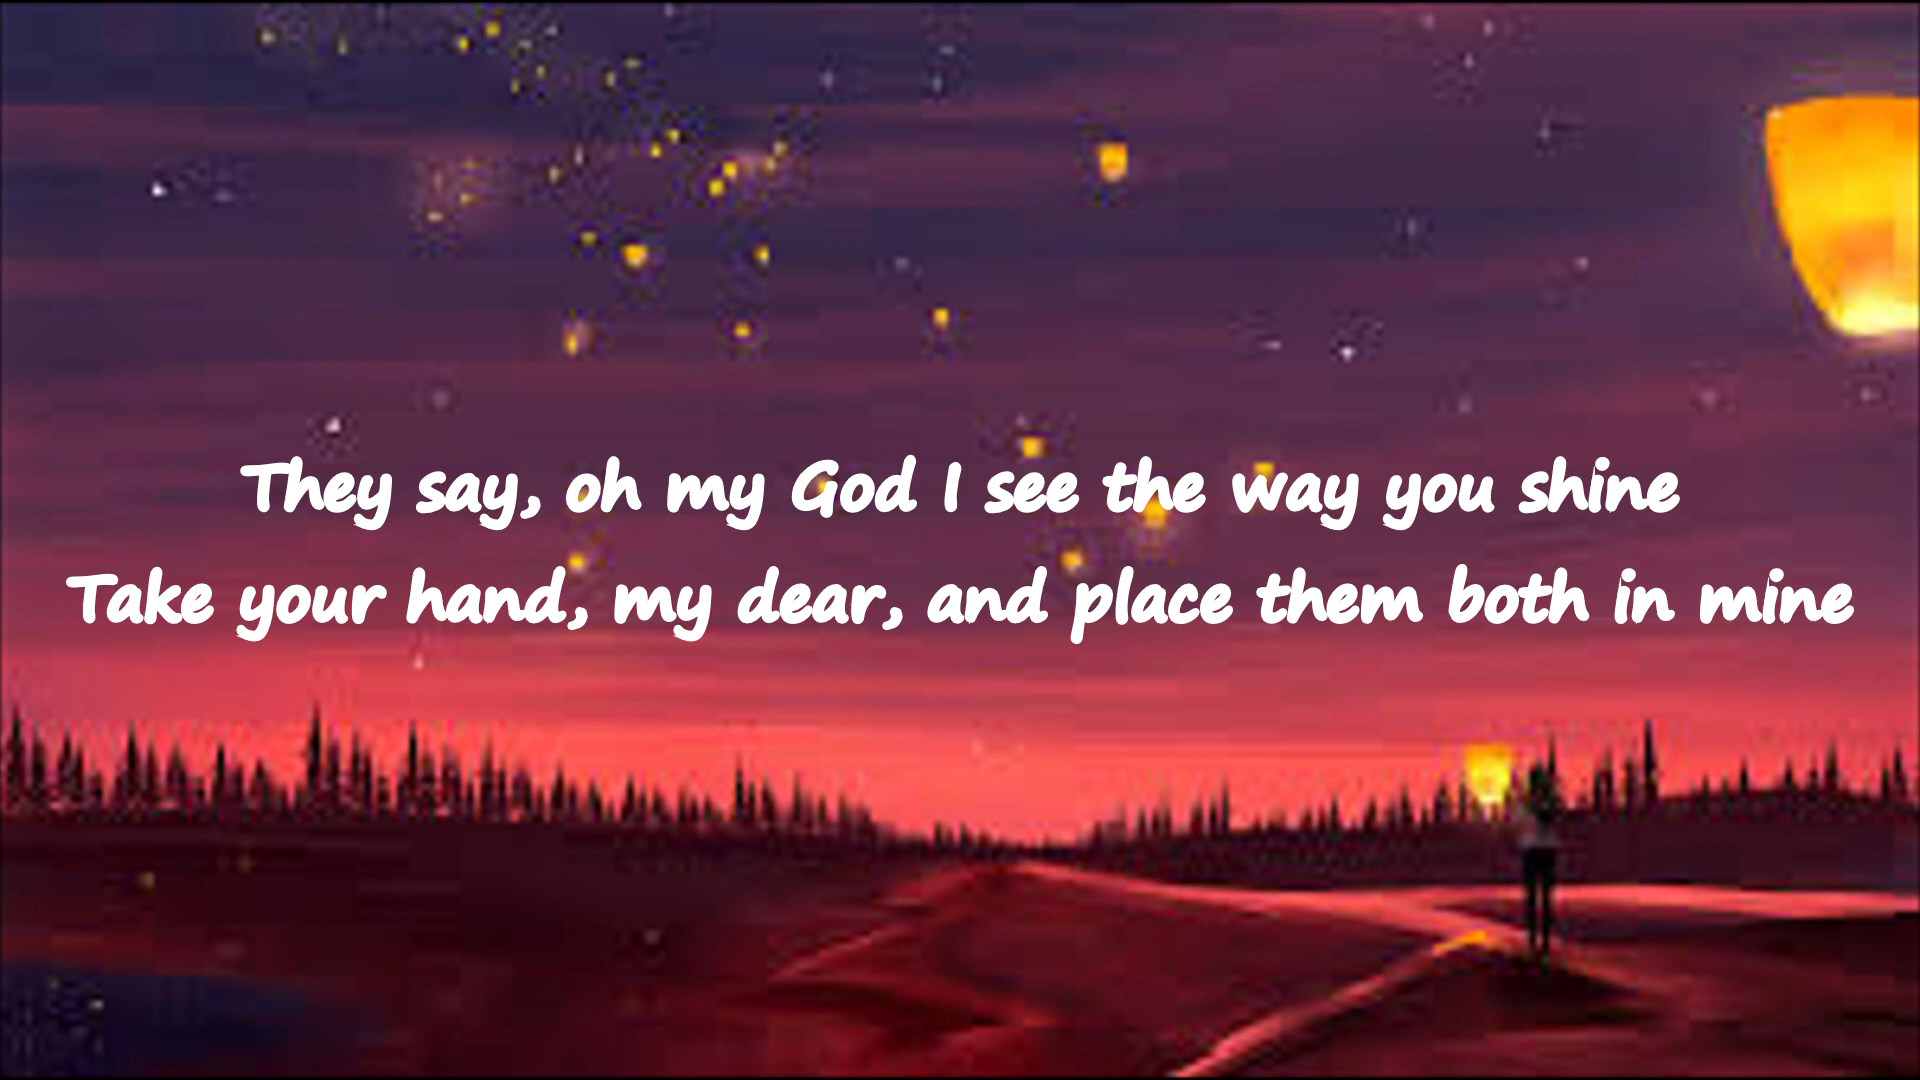 They say, oh my God I see the way you shine
Take your hand, my dear, and place them both in mine